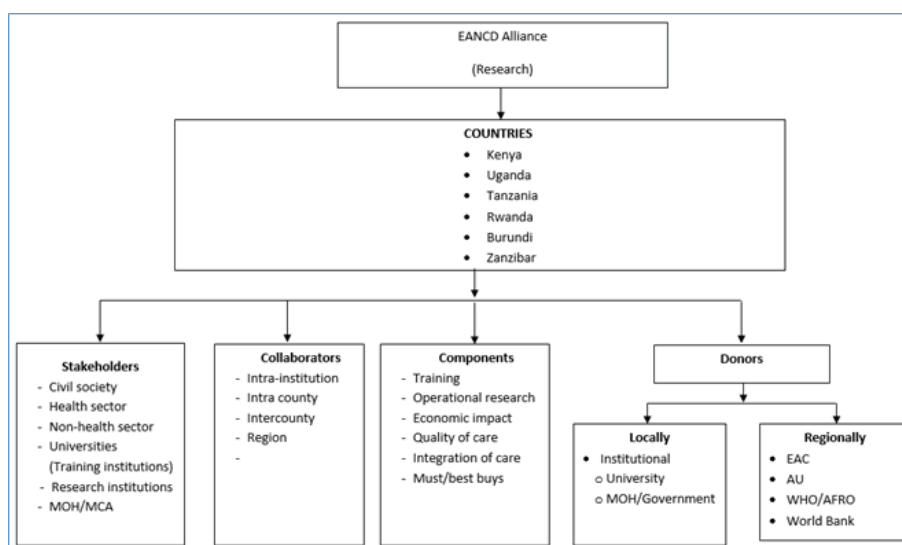 EANCD Alliance
(Research)
COUNTRIES
• Kenya
• Uganda
• Tanzania
• Rwanda
• Burundi
• Zanzibar
Stakeholders
- Civil society
- Health sector
- Non-health sector
- Universities
(Training institutions)
- Research institutions
- MOH/MCA
Collaborators
- Intra-institution
- Intra county
- Intercounty
- Region
-
Components
- Training
- Operational research
- Economic impact
- Quality of care
- Integration of care
- Must/best buys
Donors
Locally
• Institutional
o University
o MOH/Government
Regionally
• EAC
• AU
• WHO/AFRO
• World Bank